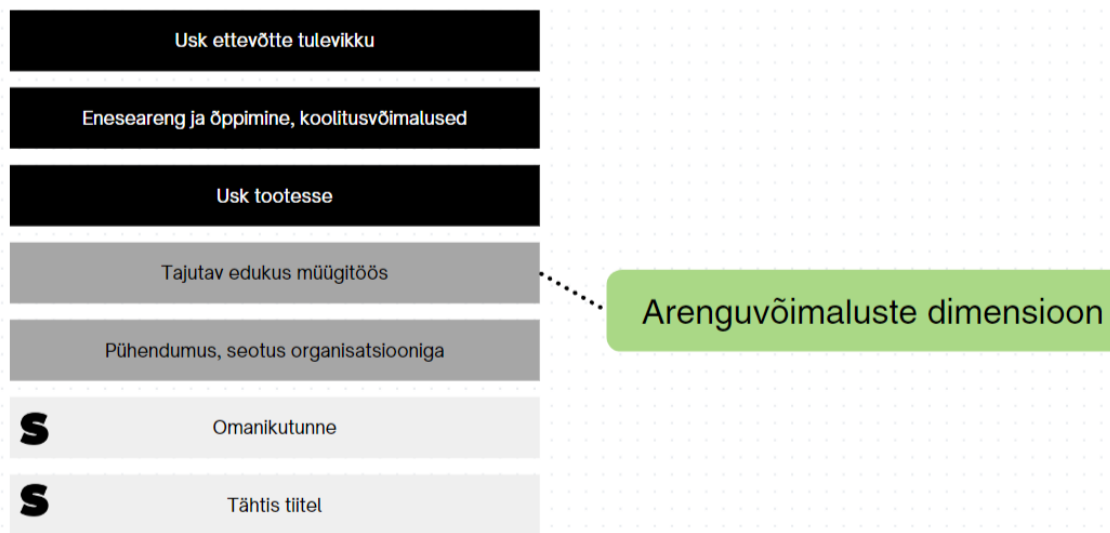 Usk ettevõtte tulevikku
Eneseareng ja õppimine, koolitusvõimalused
Usk tootesse
Tajutav edukus müügitöös
Arenguvõimaluste dimensioon
Pühendumus, seotus organisatsiooniga
S Omanikutunne
S Tähtis tiitel